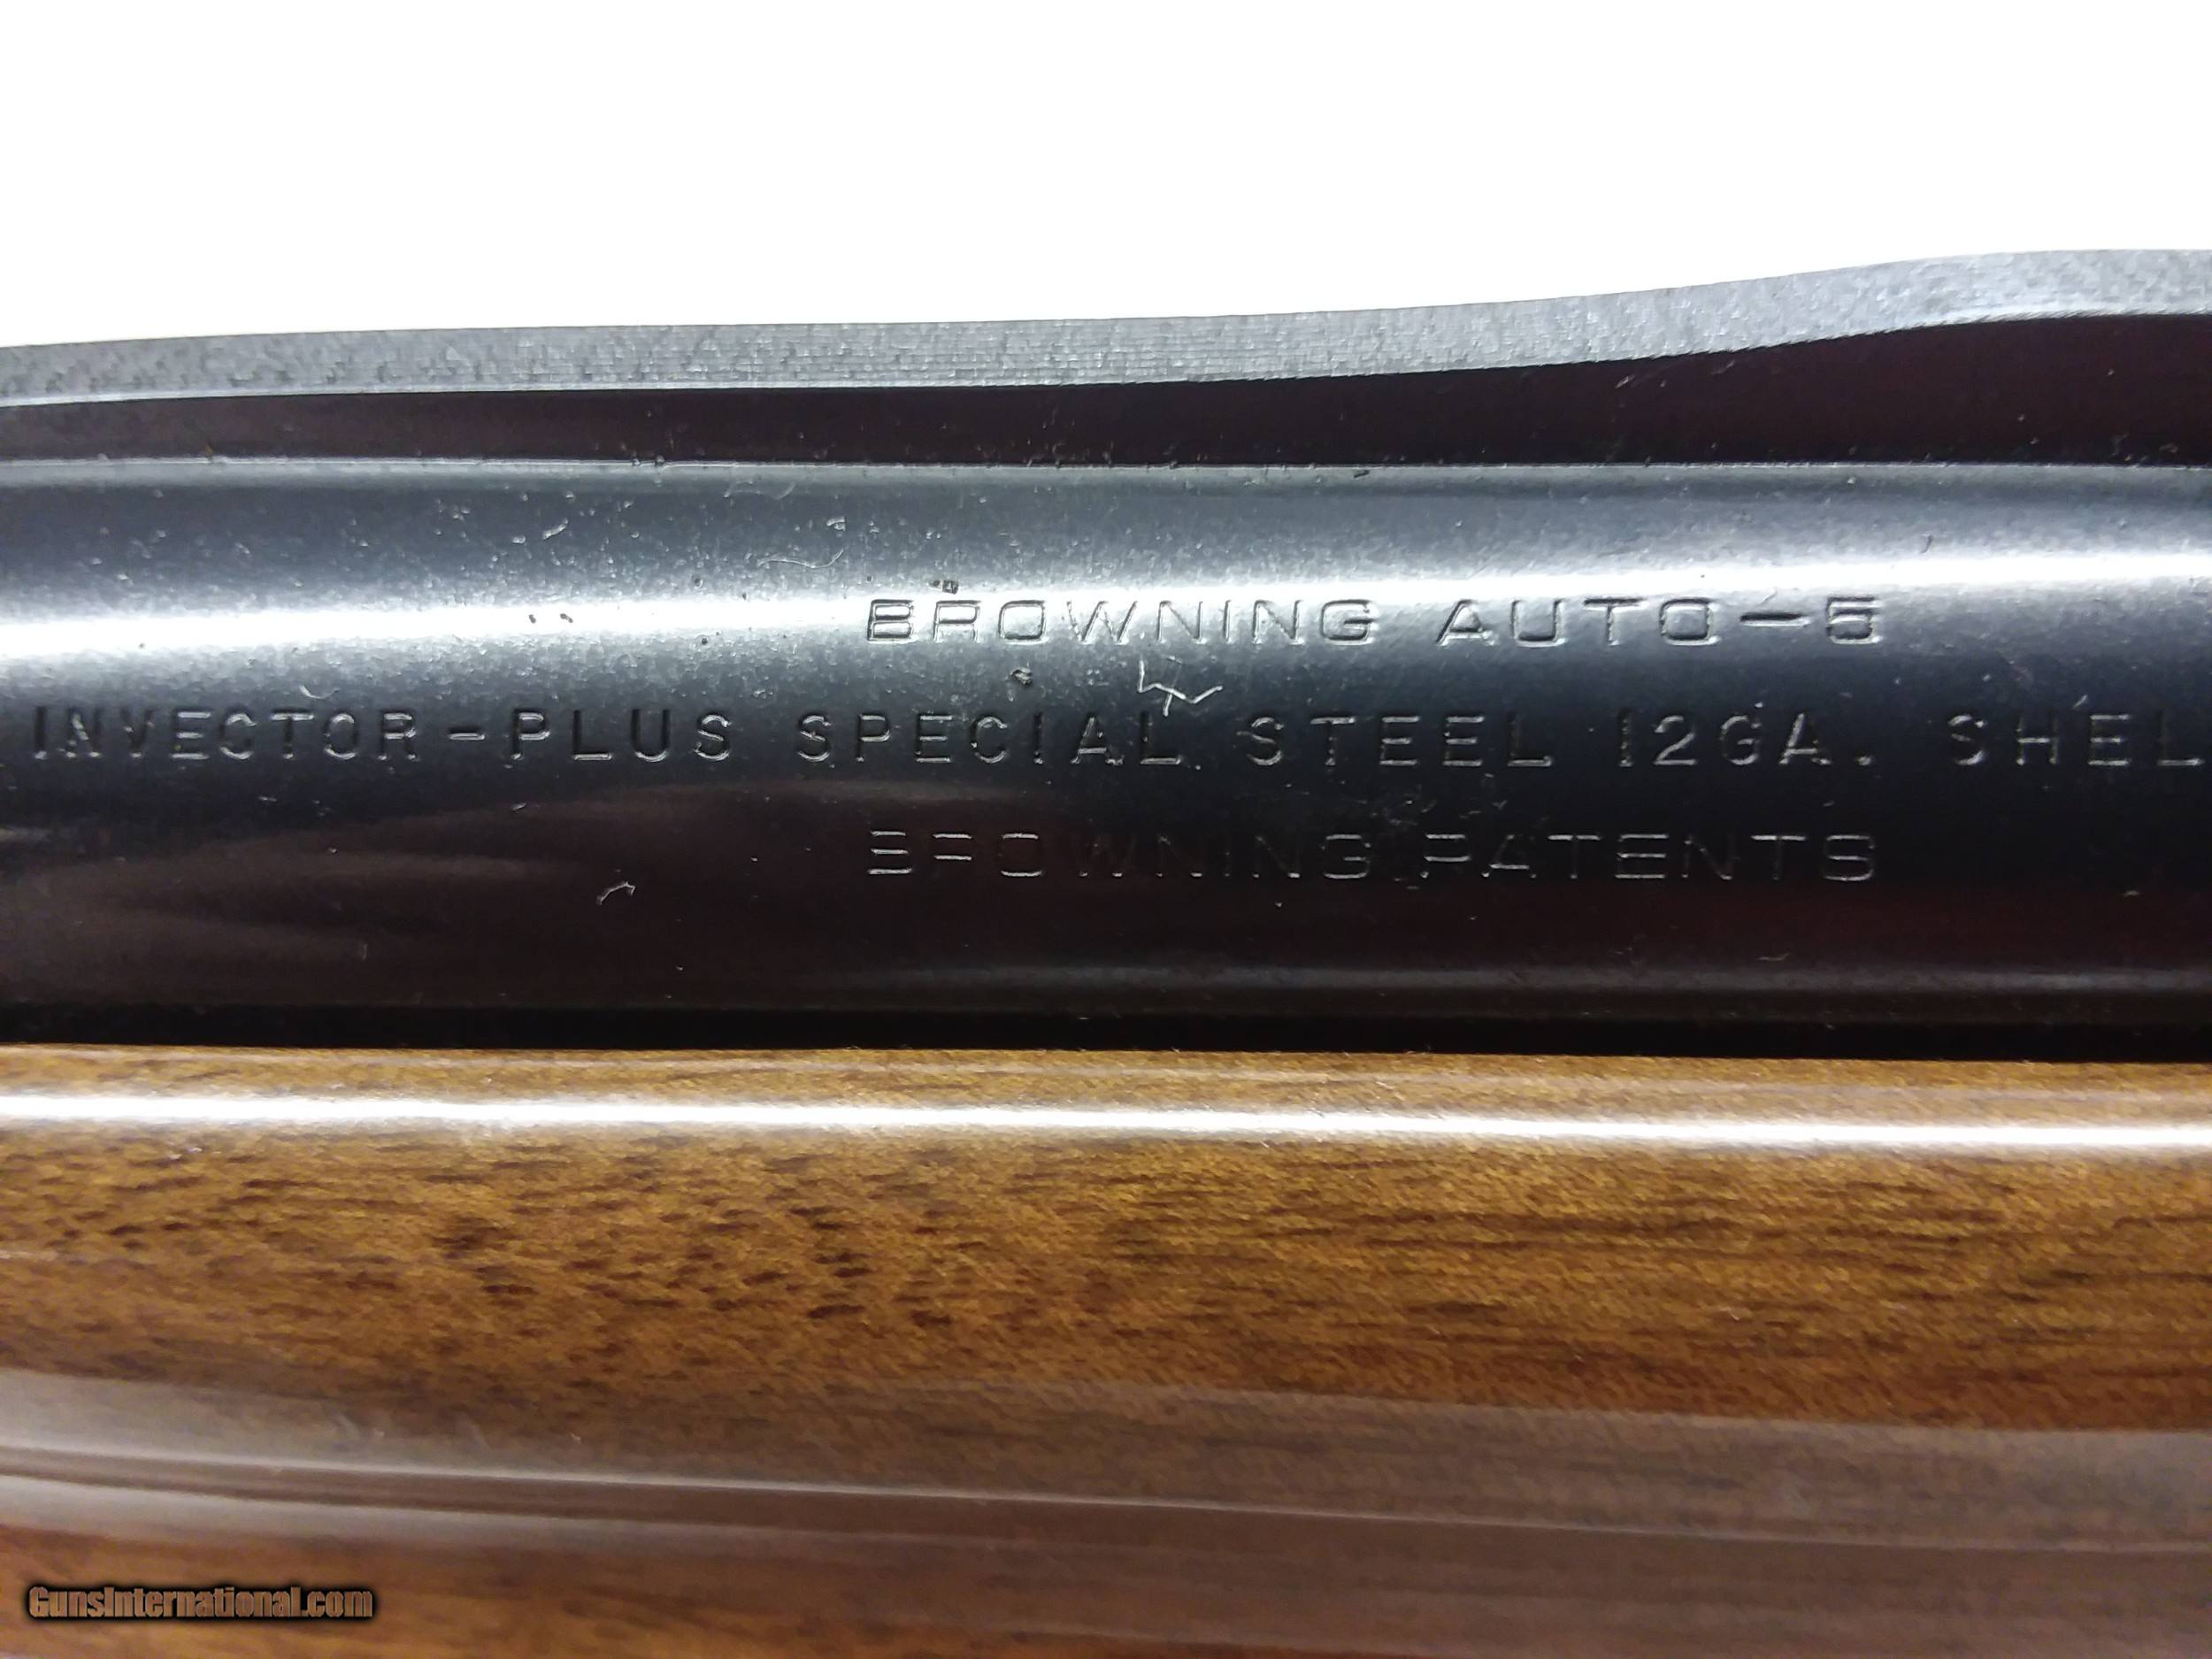 BROWNING AUTO-5
INVECTOR-PLUS SPECIAL STEEL 12GA. SHEL
BROWNING PATENTS
GunsInternational.com